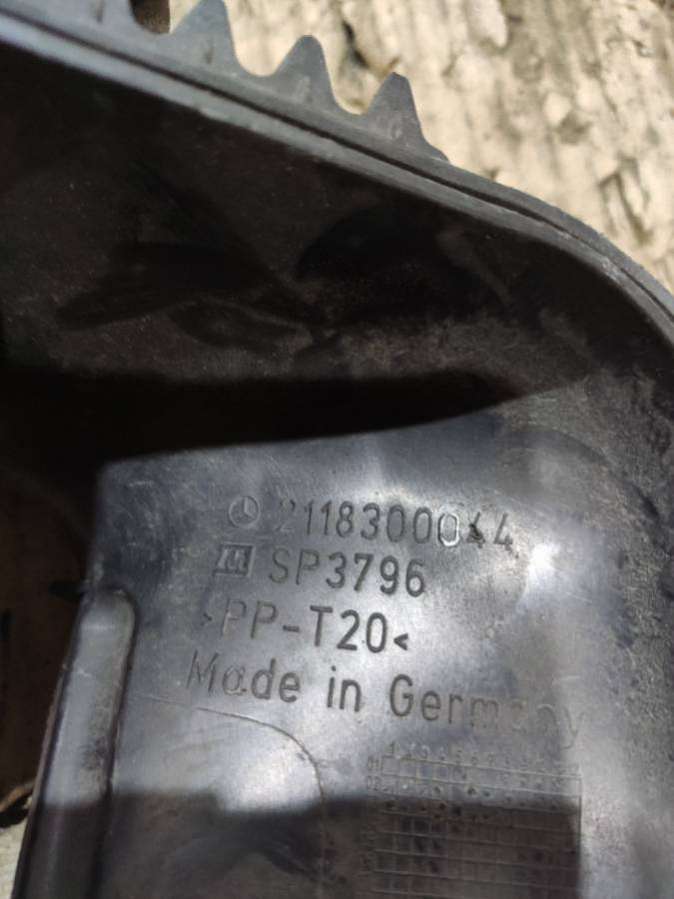 2118300044
SP3796
>PP-T20<
Made in Germany